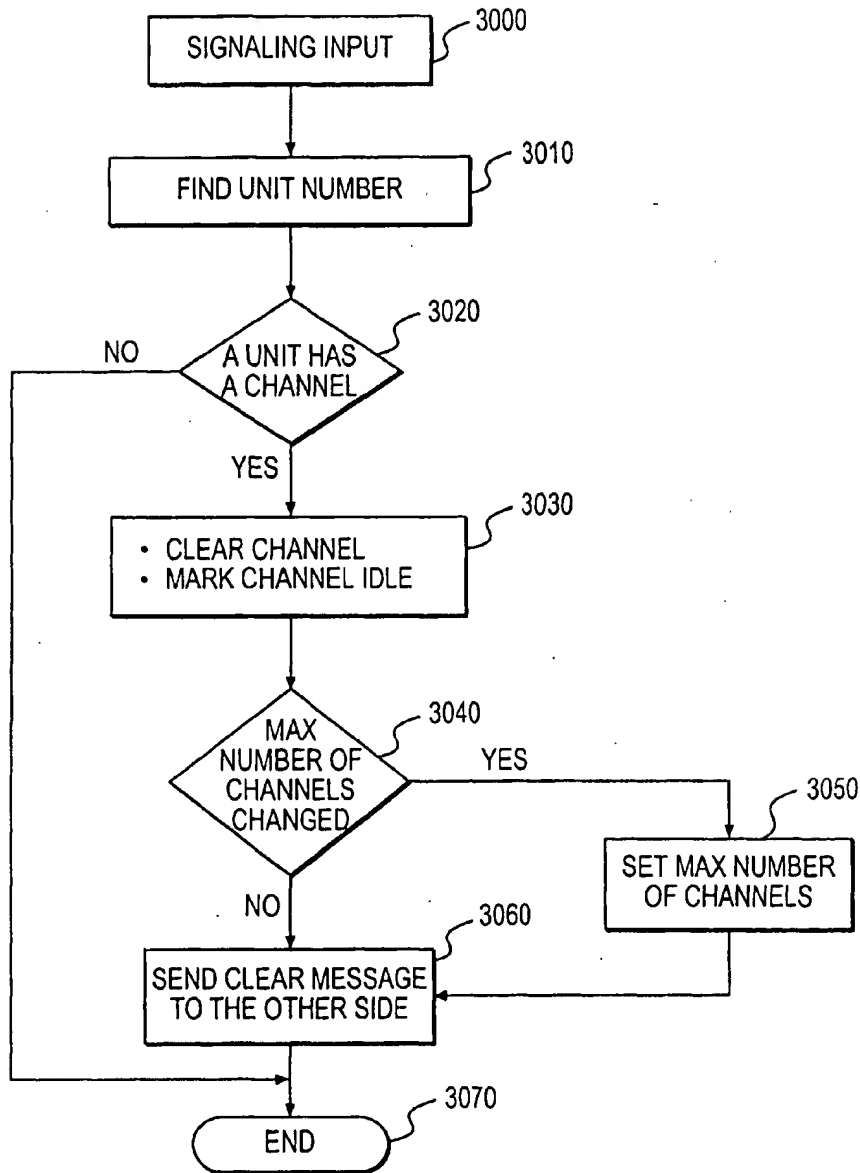 SIGNALING INPUT
3000
FIND UNIT NUMBER
3010
A UNIT HAS
A CHANNEL
3020
NO
YES
• CLEAR CHANNEL
• MARK CHANNEL IDLE
3030
MAX
NUMBER OF
CHANNELS
CHANGED
3040
YES
NO
SET MAX NUMBER
OF CHANNELS
3050
SEND CLEAR MESSAGE
TO THE OTHER SIDE
3060
END
3070